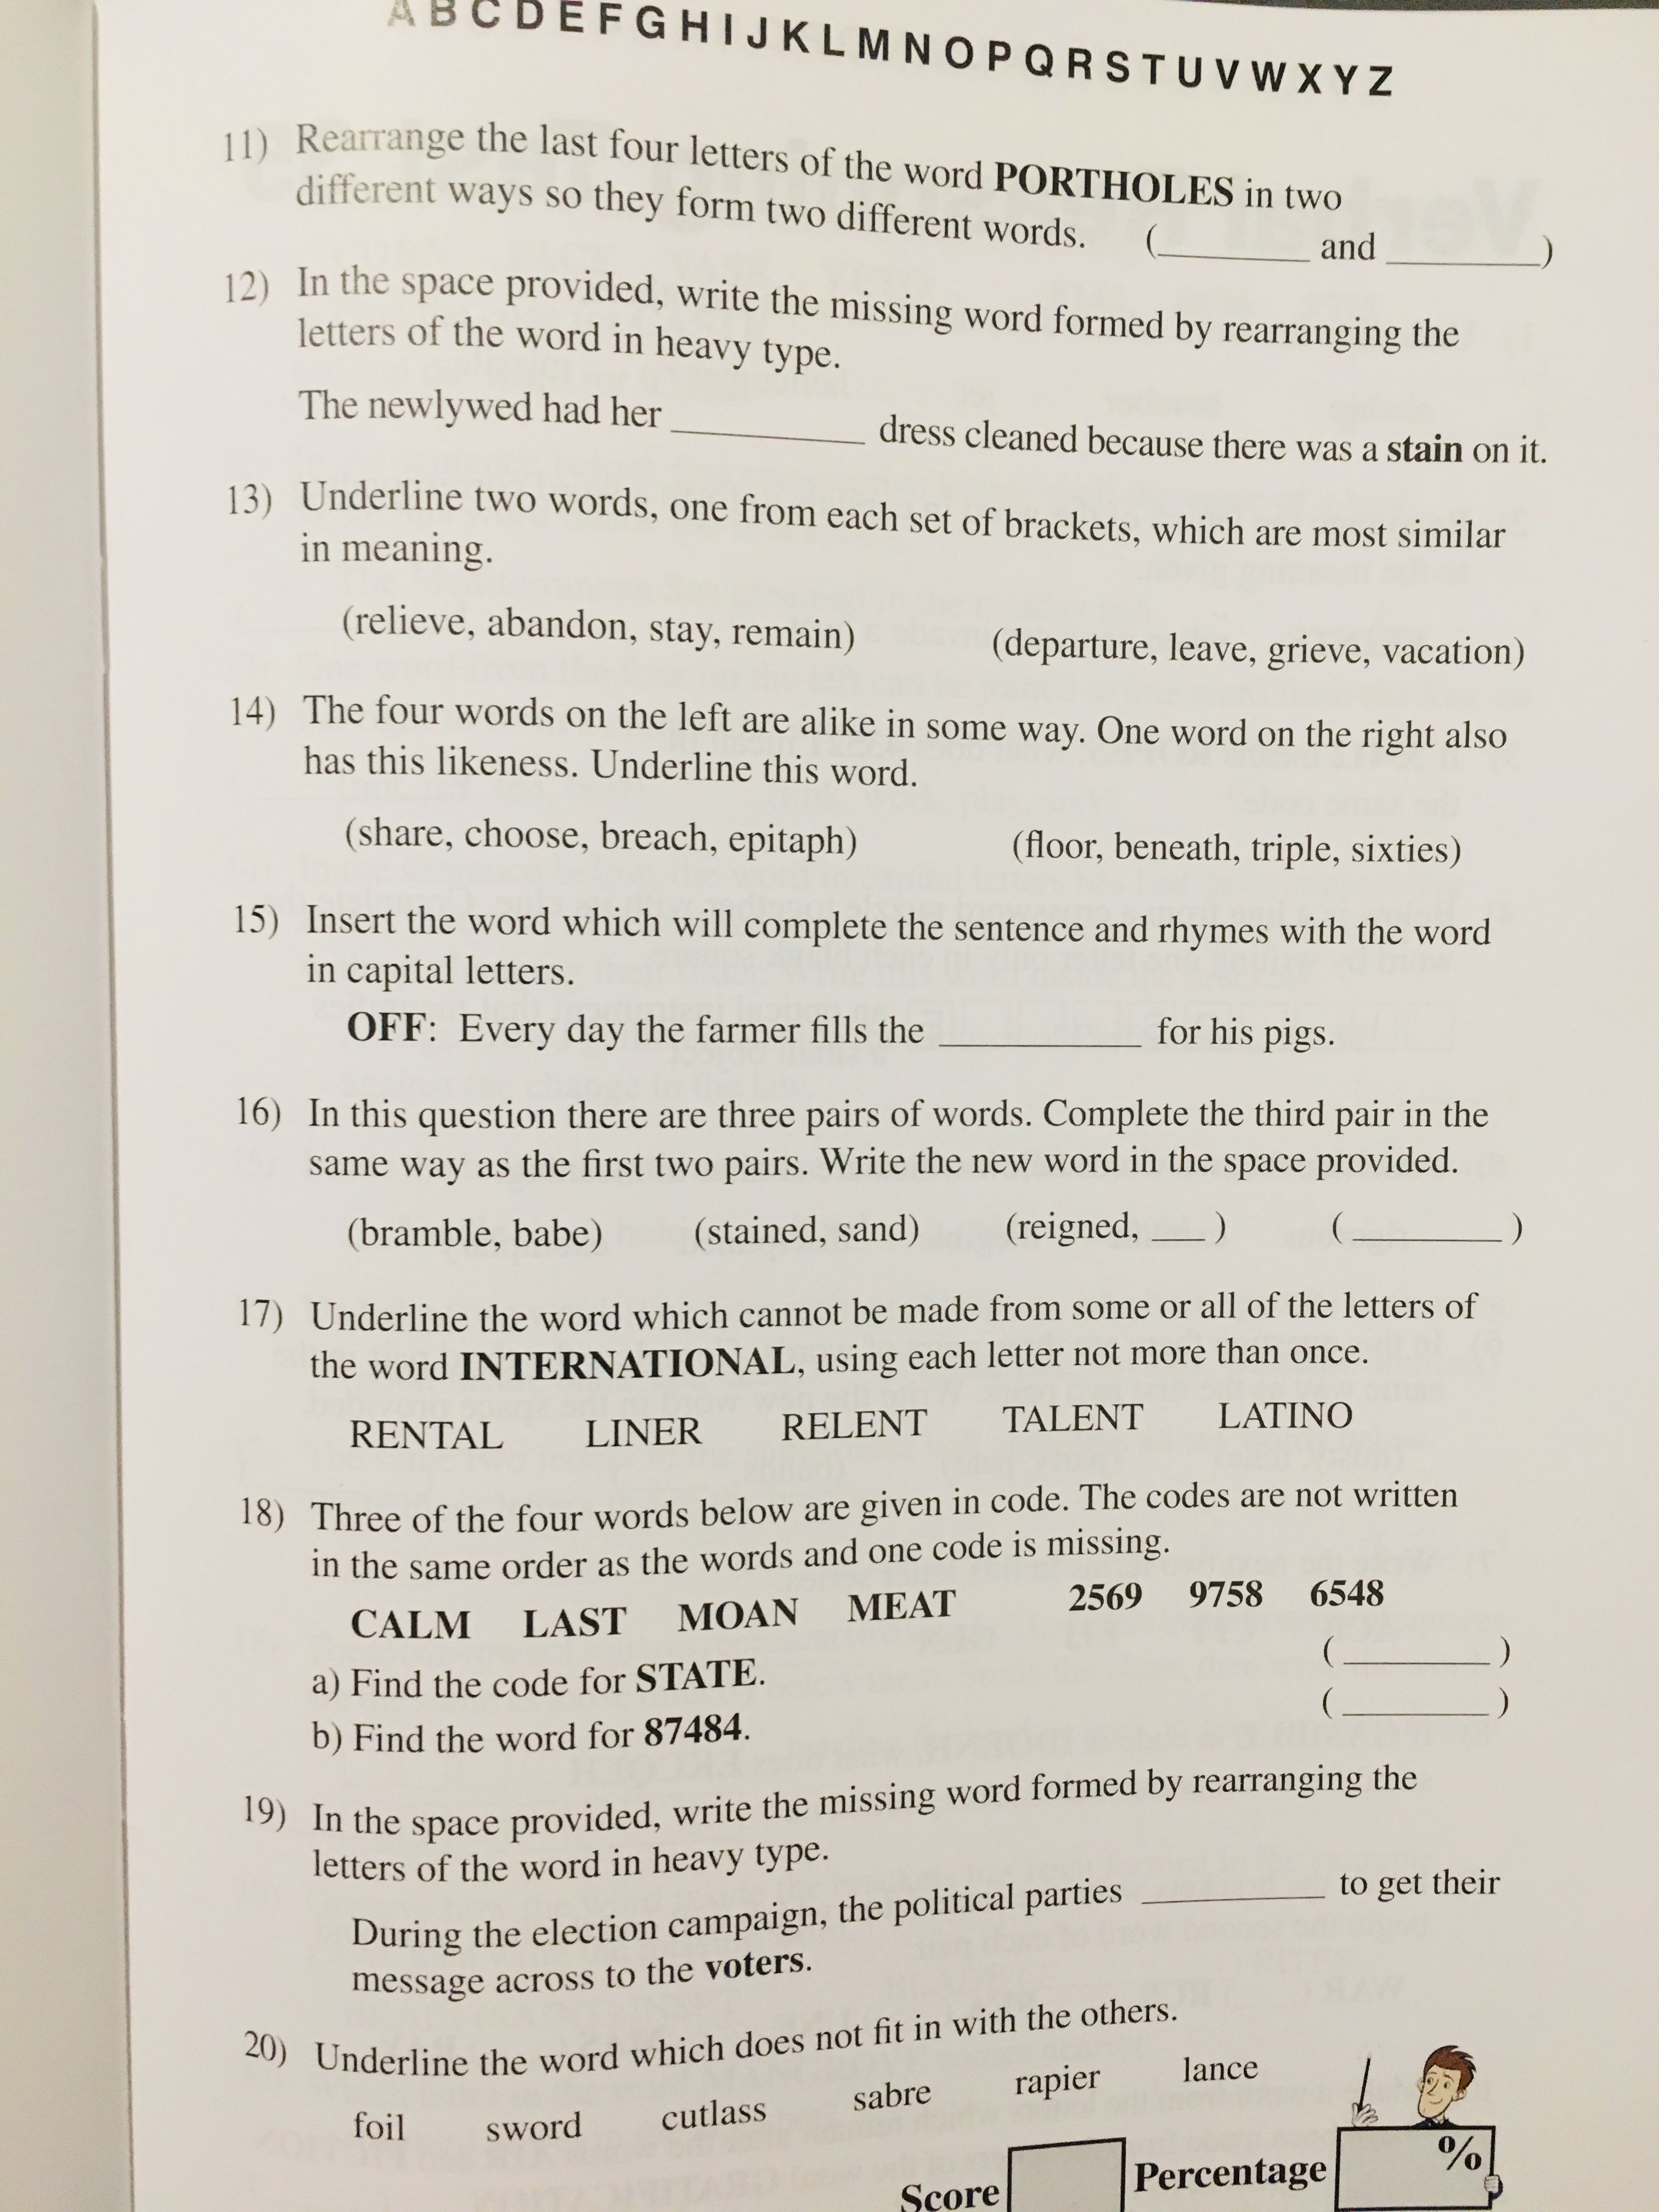 A B C D E F G H I J K L M N O P Q R S T U V W X Y Z
11) Rearrange the last four letters of the word PORTHOLES in two
different ways so they form two different words. (________ and ________)
12) In the space provided, write the missing word formed by rearranging the
letters of the word in heavy type.
The newlywed had her __________ dress cleaned because there was a stain on it.
13) Underline two words, one from each set of brackets, which are most similar
in meaning.
(relieve, abandon, stay, remain) (departure, leave, grieve, vacation)
14) The four words on the left are alike in some way. One word on the right also
has this likeness. Underline this word.
(share, choose, breach, epitaph) (floor, beneath, triple, sixties)
15) Insert the word which will complete the sentence and rhymes with the word
in capital letters.
OFF: Every day the farmer fills the __________ for his pigs.
16) In this question there are three pairs of words. Complete the third pair in the
same way as the first two pairs. Write the new word in the space provided.
(bramble, babe) (stained, sand) (reigned, ___ ) ( ________ )
17) Underline the word which cannot be made from some or all of the letters of
the word INTERNATIONAL, using each letter not more than once.
RENTAL LINER RELENT TALENT LATINO
18) Three of the four words below are given in code. The codes are not written
in the same order as the words and one code is missing.
CALM LAST MOAN MEAT 2569 9758 6548
a) Find the code for STATE. ( ________ )
b) Find the word for 87484. ( ________ )
19) In the space provided, write the missing word formed by rearranging the
letters of the word in heavy type.
During the election campaign, the political parties __________ to get their
message across to the voters.
20) Underline the word which does not fit in with the others.
foil sword cutlass sabre rapier lance
Score Percentage %